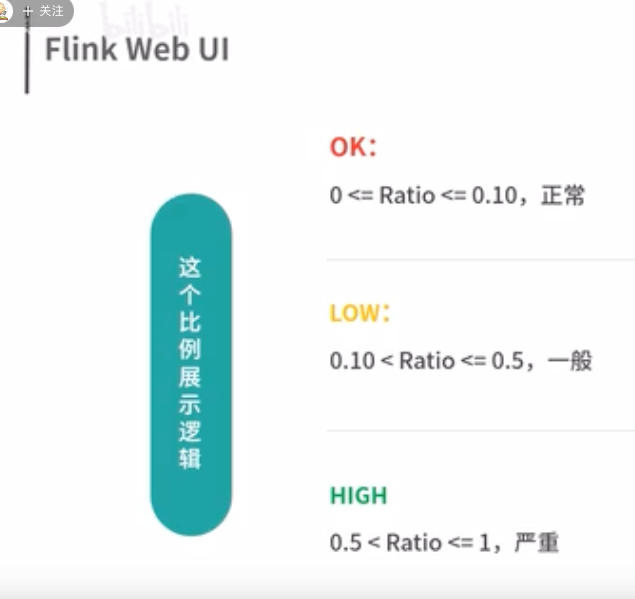 + 关注
bilibili
Flink Web UI
OK：
0 <= Ratio <= 0.10，正常
这个比例展示逻辑
LOW：
0.10 < Ratio <= 0.5，一般
HIGH
0.5 < Ratio <= 1，严重